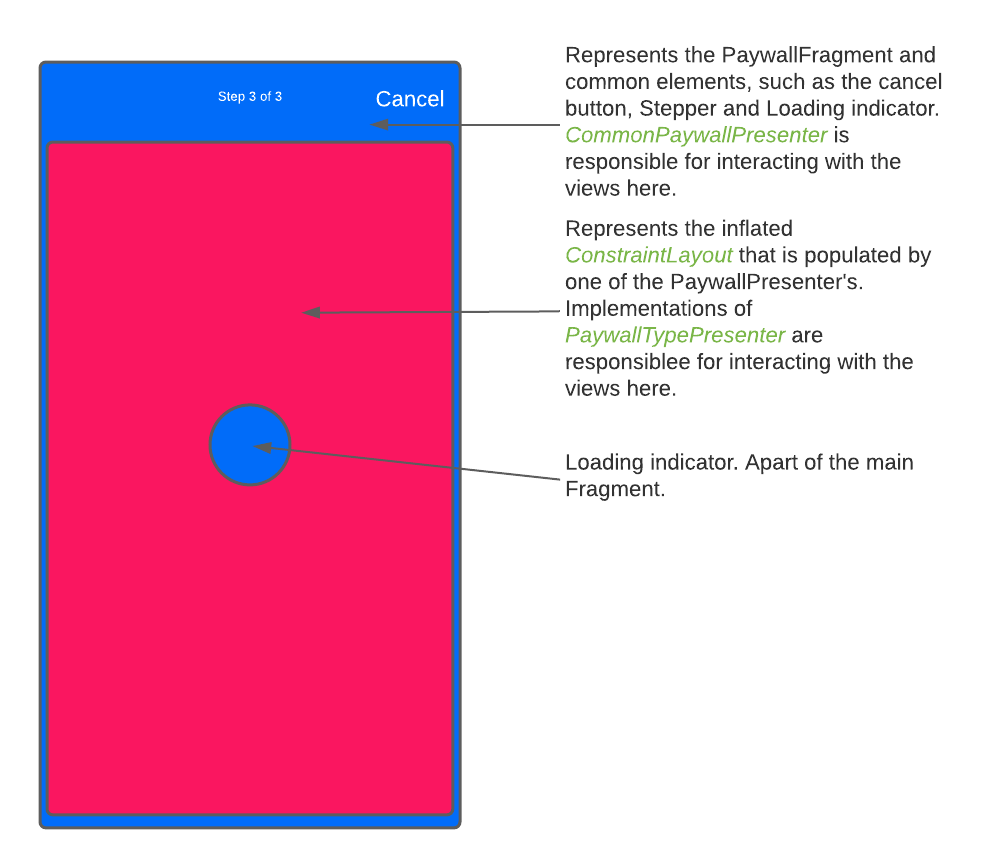 Step 3 of 3
Cancel
Represents the PaywallFragment and
common elements, such as the cancel
button, Stepper and Loading indicator.
CommonPaywallPresenter is
responsible for interacting with the
views here.
Represents the inflated
ConstraintLayout that is populated by
one of the PaywallPresenter's.
Implementations of
PaywallTypePresenter are
responsiblee for interacting with the
views here.
Loading indicator. Apart of the main
Fragment.